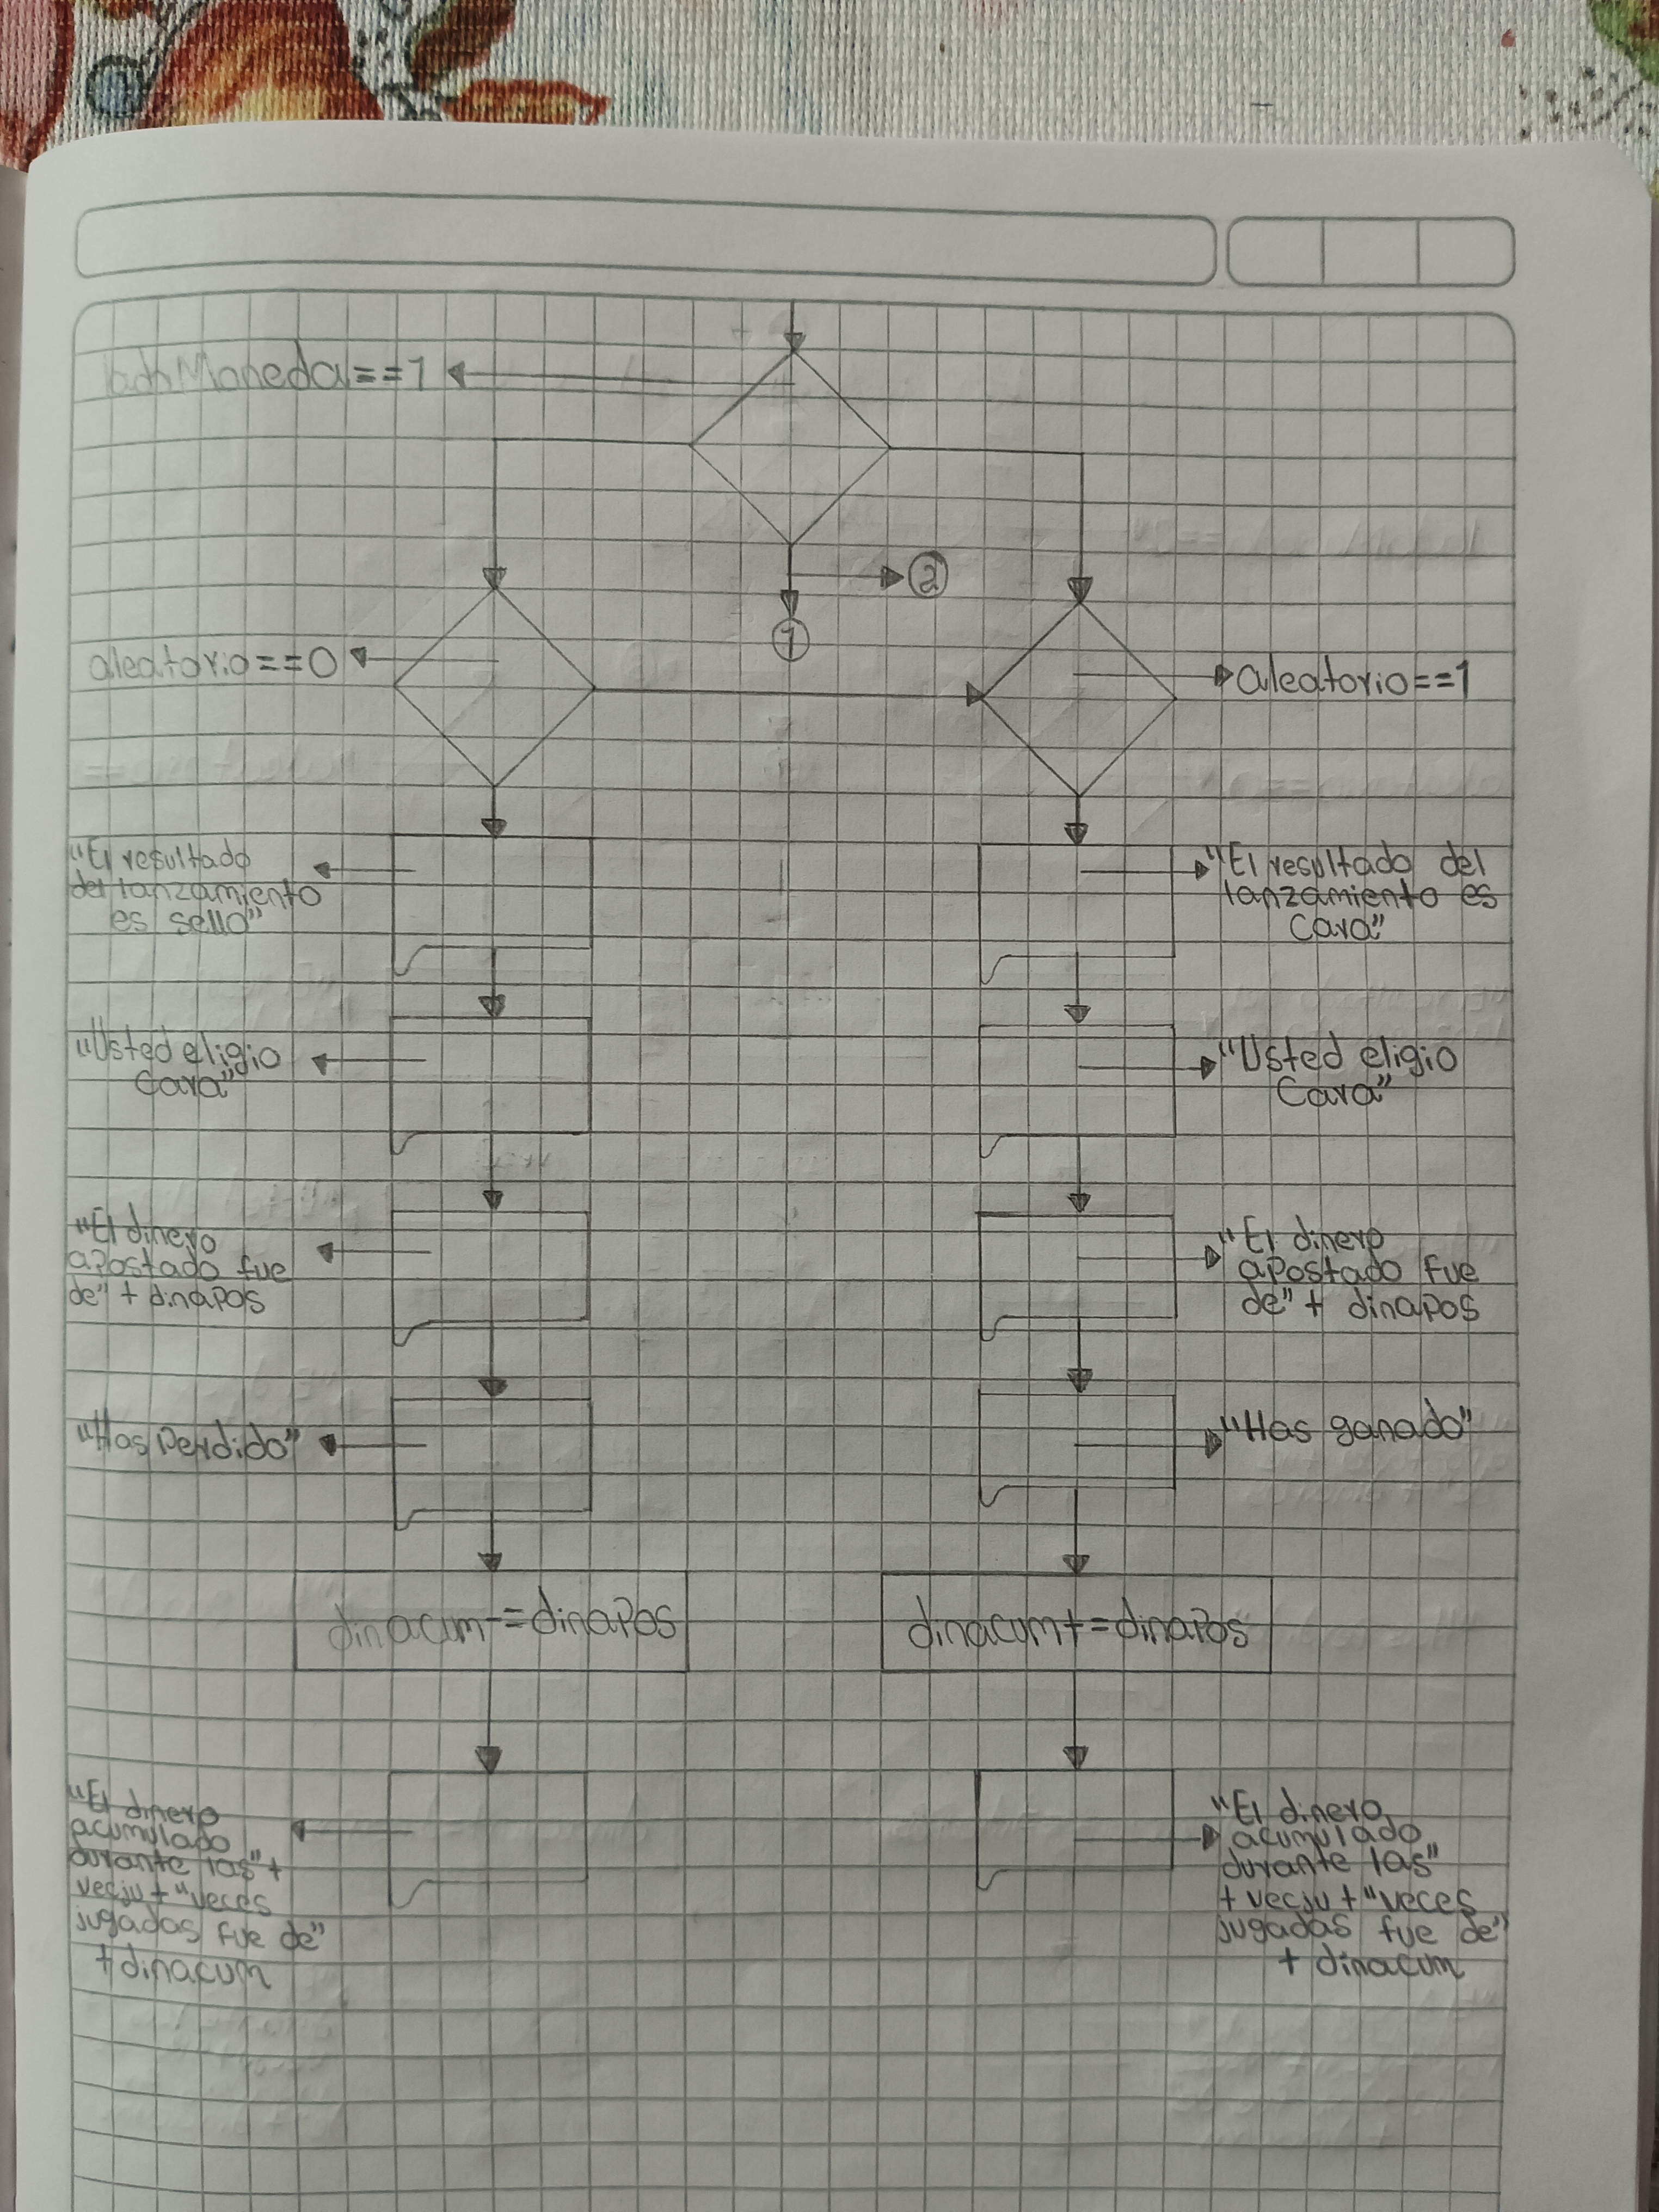 ladoMoneda==1
2
1
aleatorio==0
aleatorio==1
"El resultado
del lanzamiento
es sello"
"El resultado del
lanzamiento es
Cara"
"Usted eligio
Cara"
"Usted eligio
Cara"
"El dinero
apostado fue
de" + dinapos
"El dinero
apostado fue
de" + dinapos
"Has Perdido"
"Has ganado"
dinacum-=dinapos
dinacum+=dinapos
"El dinero
acumulado
durante las" +
vecju + "veces
jugadas fue de"
+ dinacum
"El dinero
acumulado
durante las"
+ vecju + "veces
jugadas fue de"
+ dinacum